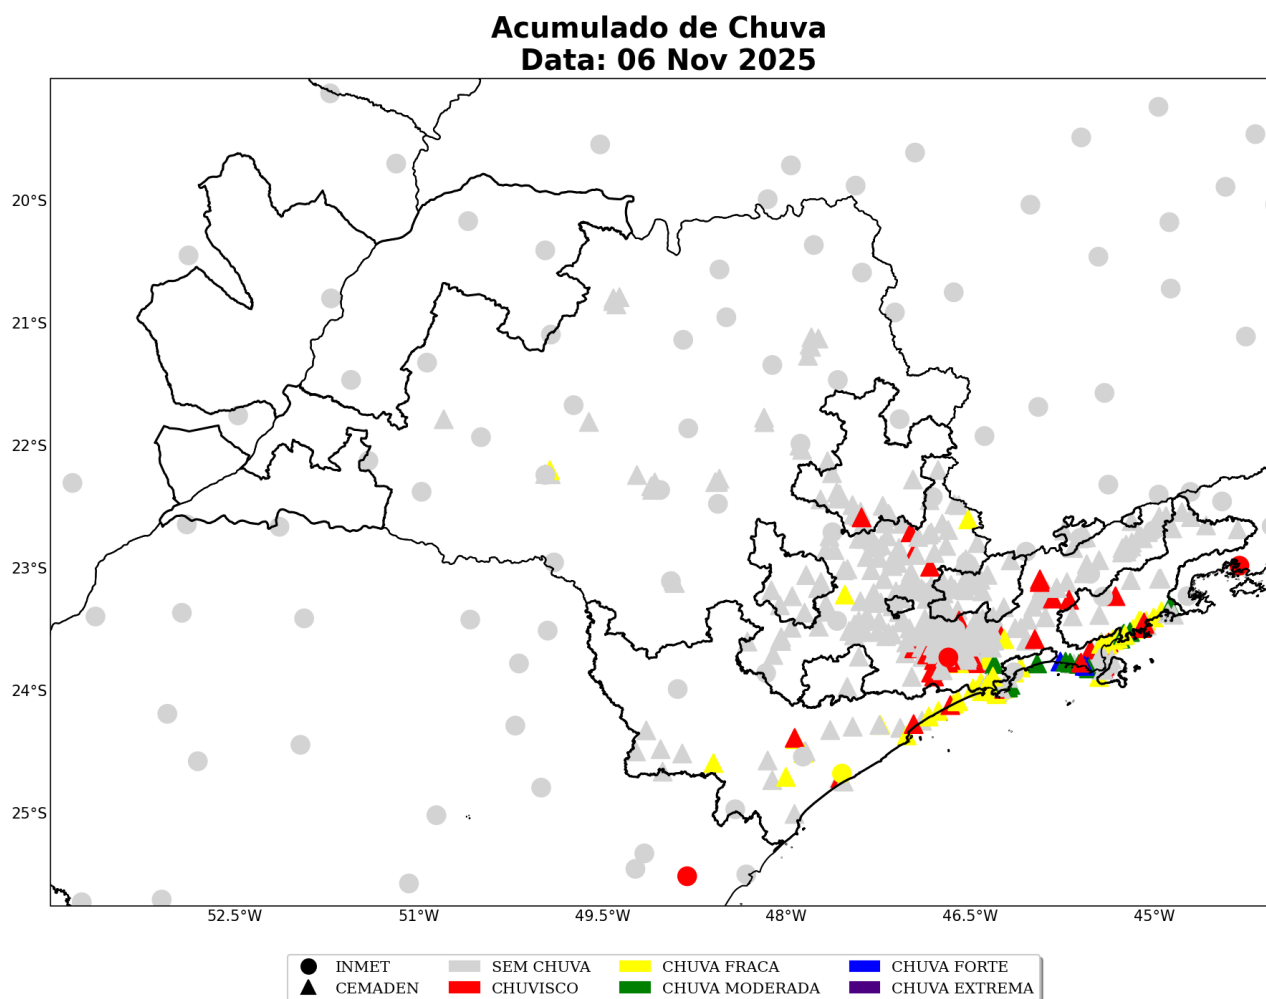 Acumulado de Chuva
Data: 06 Nov 2025
20°S
21°S
22°S
23°S
24°S
25°S
52.5°W 51°W 49.5°W 48°W 46.5°W 45°W
INMET SEM CHUVA CHUVA FRACA CHUVA FORTE
CEMADEN CHUVISCO CHUVA MODERADA CHUVA EXTREMA